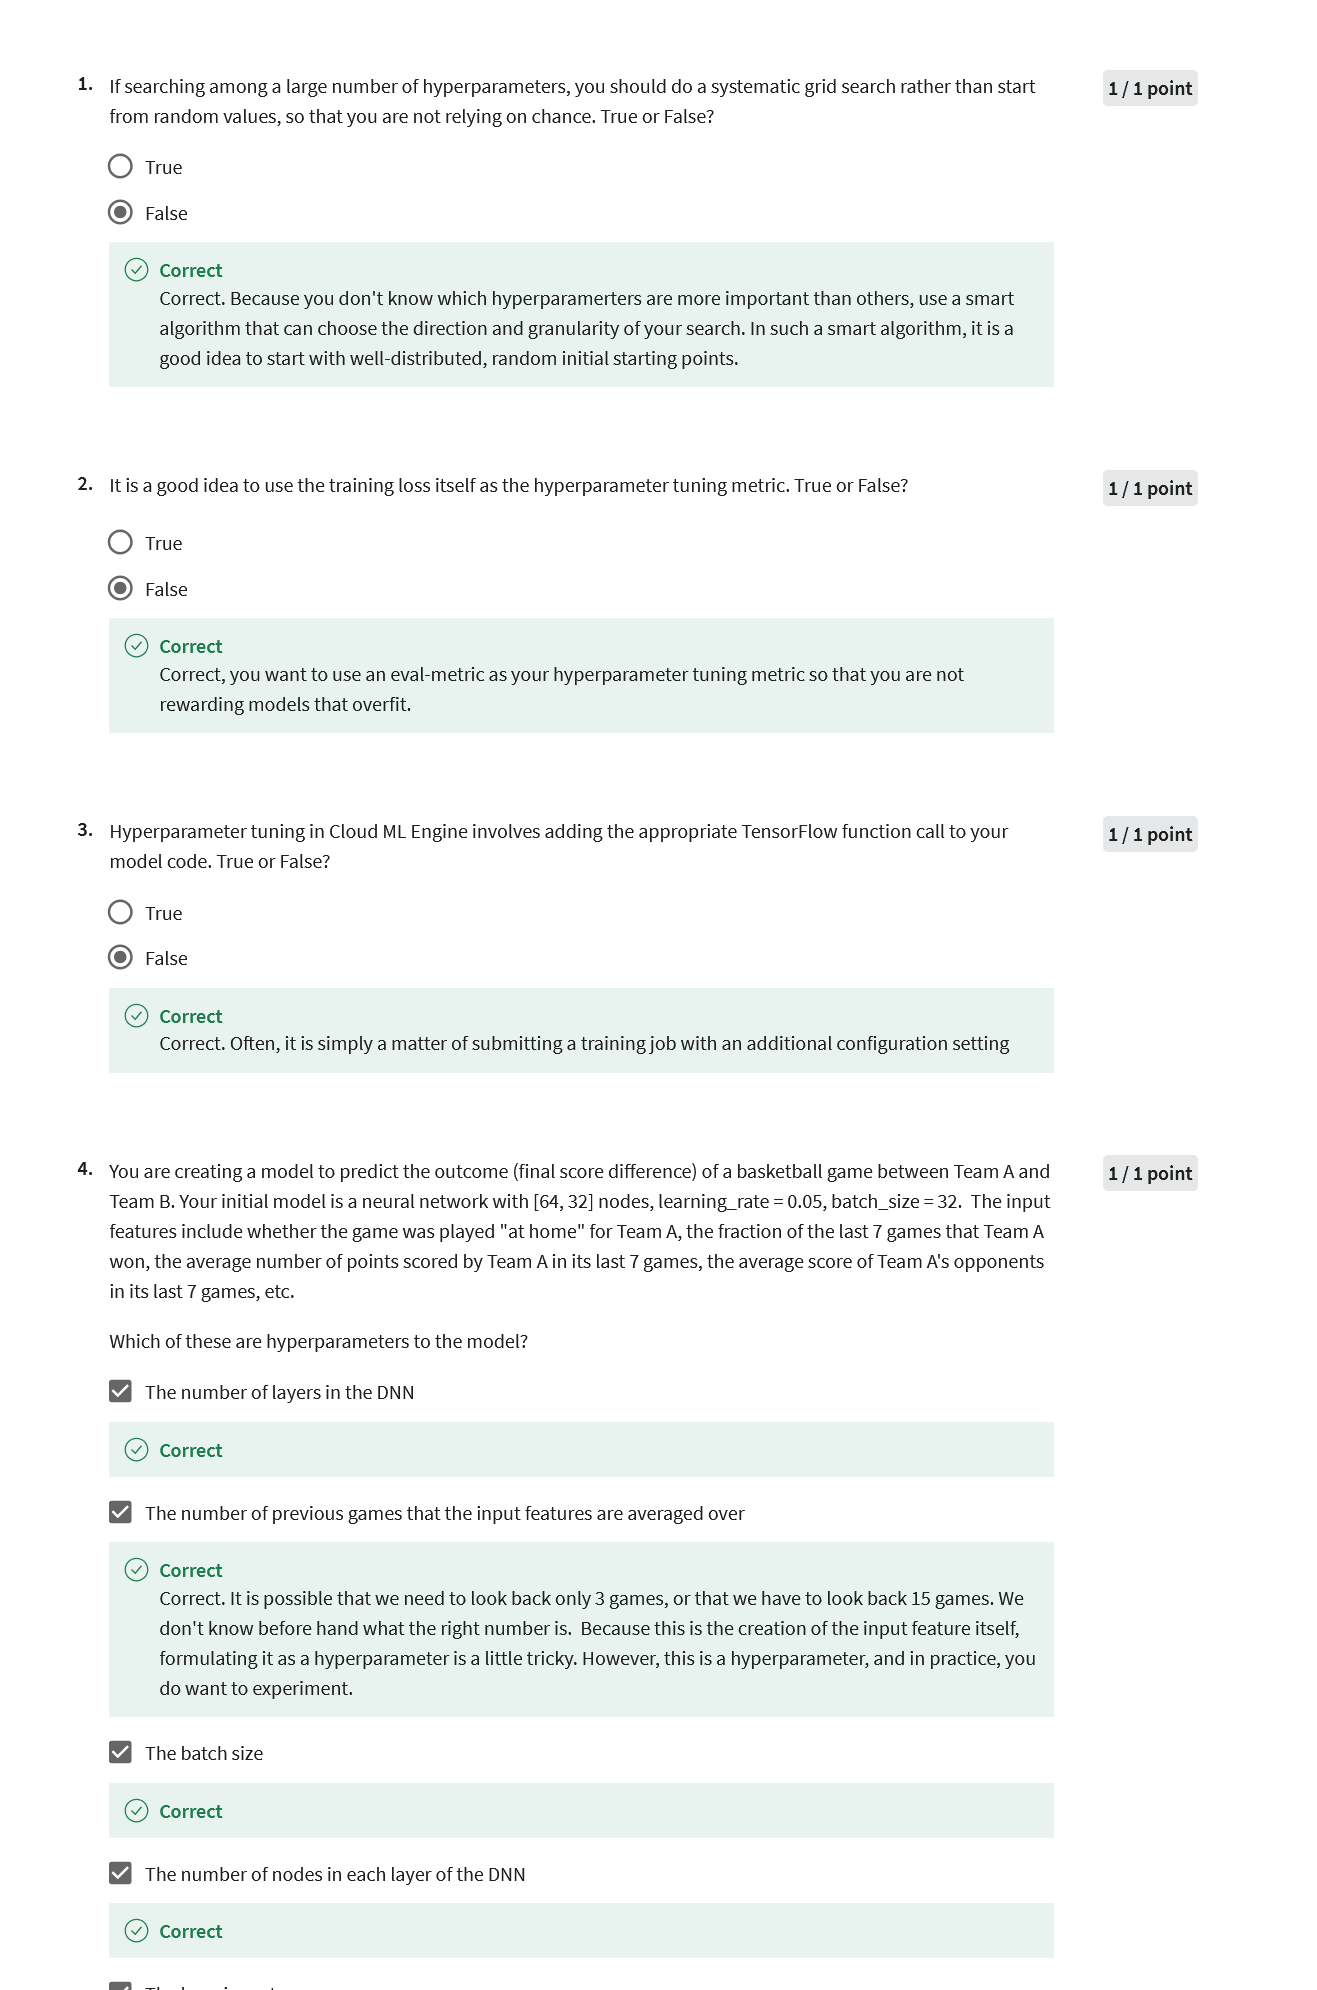 1. If searching among a large number of hyperparameters, you should do a systematic grid search rather than start
from random values, so that you are not relying on chance. True or False?
1 / 1 point
True
False
Correct
Correct. Because you don't know which hyperparamerters are more important than others, use a smart
algorithm that can choose the direction and granularity of your search. In such a smart algorithm, it is a
good idea to start with well-distributed, random initial starting points.
2. It is a good idea to use the training loss itself as the hyperparameter tuning metric. True or False?
1 / 1 point
True
False
Correct
Correct, you want to use an eval-metric as your hyperparameter tuning metric so that you are not
rewarding models that overfit.
3. Hyperparameter tuning in Cloud ML Engine involves adding the appropriate TensorFlow function call to your
model code. True or False?
1 / 1 point
True
False
Correct
Correct. Often, it is simply a matter of submitting a training job with an additional configuration setting
4. You are creating a model to predict the outcome (final score difference) of a basketball game between Team A and
Team B. Your initial model is a neural network with [64, 32] nodes, learning_rate = 0.05, batch_size = 32. The input
features include whether the game was played "at home" for Team A, the fraction of the last 7 games that Team A
won, the average number of points scored by Team A in its last 7 games, the average score of Team A's opponents
in its last 7 games, etc.
1 / 1 point
Which of these are hyperparameters to the model?
The number of layers in the DNN
Correct
The number of previous games that the input features are averaged over
Correct
Correct. It is possible that we need to look back only 3 games, or that we have to look back 15 games. We
don't know before hand what the right number is. Because this is the creation of the input feature itself,
formulating it as a hyperparameter is a little tricky. However, this is a hyperparameter, and in practice, you
do want to experiment.
The batch size
Correct
The number of nodes in each layer of the DNN
Correct